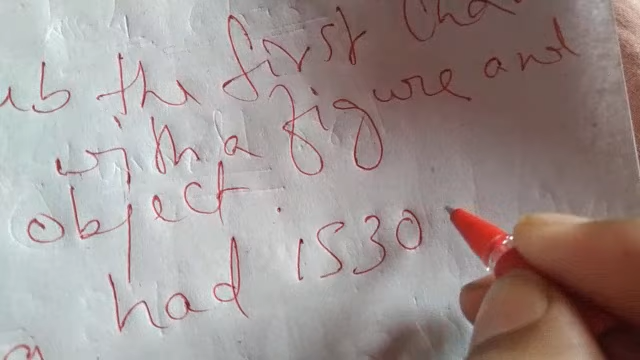 the first
with a figure and
object.
had 1530